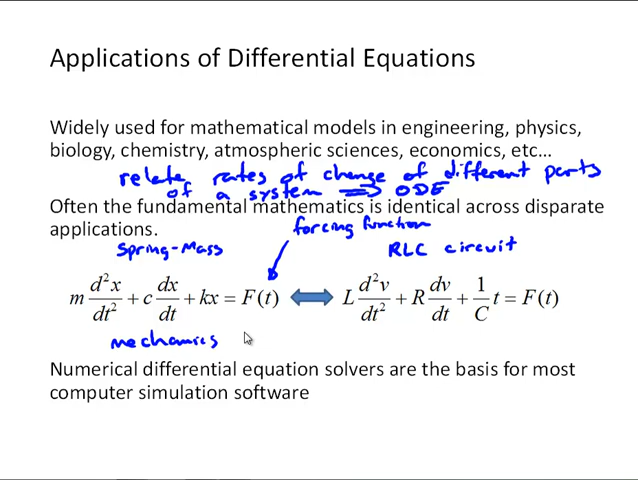 Applications of Differential Equations
Widely used for mathematical models in engineering, physics,
biology, chemistry, atmospheric sciences, economics, etc...
relate rates of change of different parts
of a system ⟹ ODE
Often the fundamental mathematics is identical across disparate
applications.
forcing function
Spring-Mass
RLC circuit
m d²x/dt² + c dx/dt + kx = F(t) ⟺ L d²v/dt² + R dv/dt + 1/C t = F(t)
mechanics
Numerical differential equation solvers are the basis for most
computer simulation software